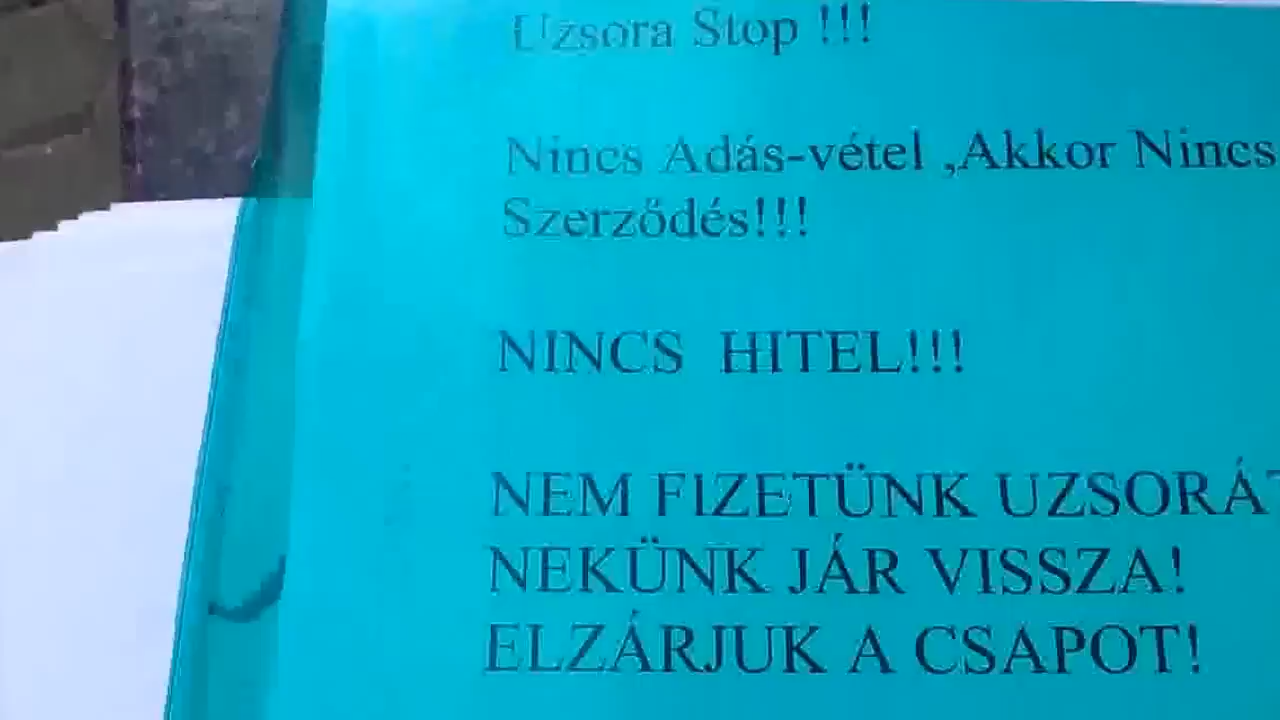 Uzsora Stop !!!
Nincs Adás-vétel ,Akkor Nincs
Szerződés!!!
NINCS HITEL!!!
NEM FIZETÜNK UZSORÁT
NEKÜNK JÁR VISSZA!
ELZÁRJUK A CSAPOT!